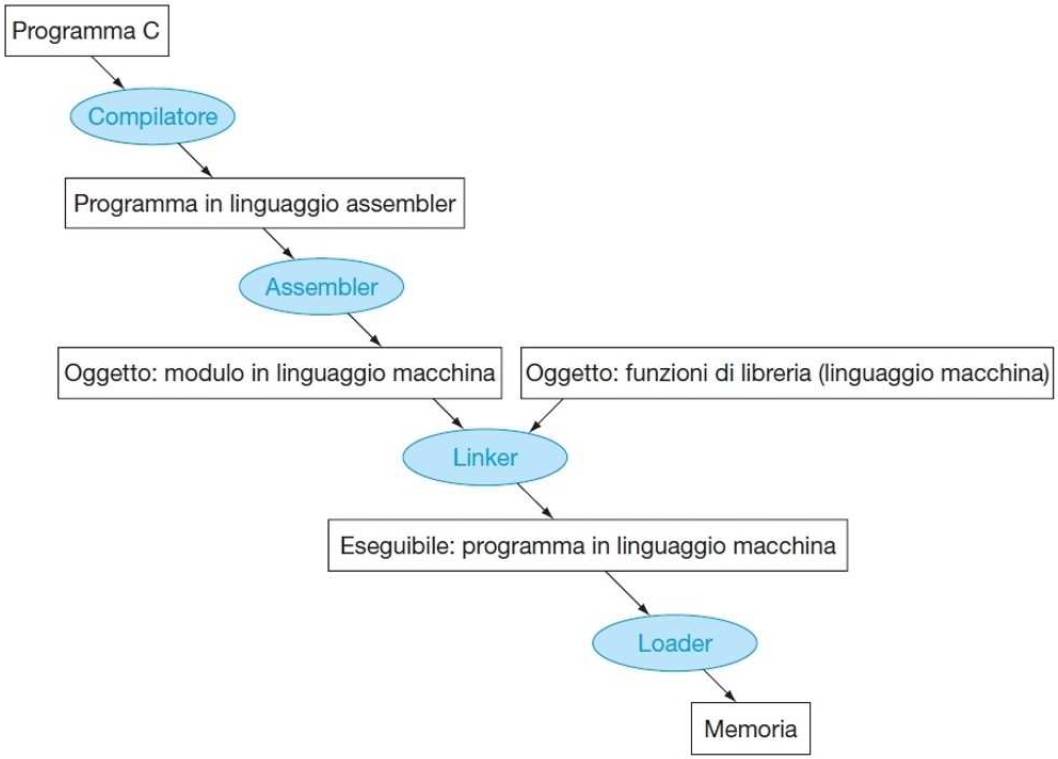 Programma C
Compilatore
Programma in linguaggio assembler
Assembler
Oggetto: modulo in linguaggio macchina
Oggetto: funzioni di libreria (linguaggio macchina)
Linker
Eseguibile: programma in linguaggio macchina
Loader
Memoria